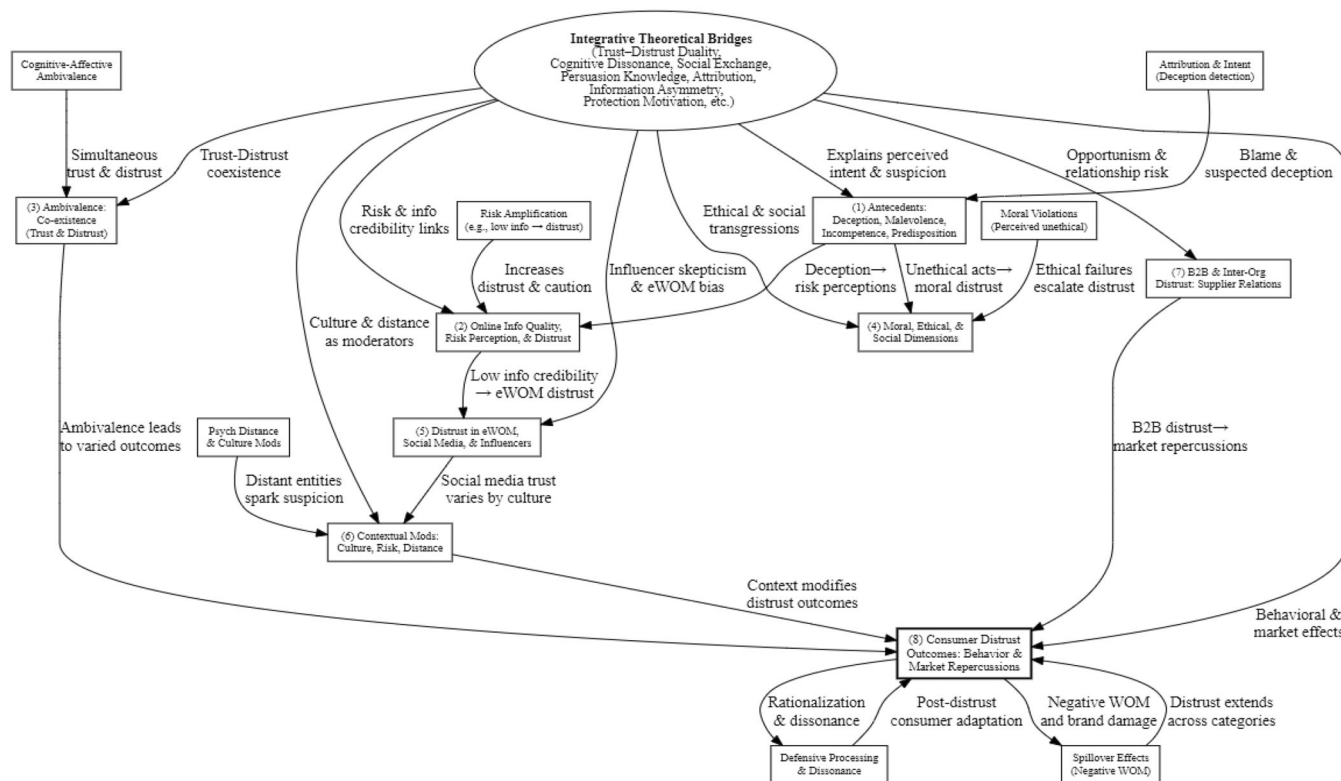 Integrative Theoretical Bridges
(Trust–Distrust Duality,
Cognitive Dissonance, Social Exchange,
Persuasion Knowledge, Attribution,
Information Asymmetry,
Protection Motivation, etc.)
Cognitive-Affective
Ambivalence
Attribution & Intent
(Deception detection)
Simultaneous
trust & distrust
Trust-Distrust
coexistence
Explains perceived
intent & suspicion
Opportunism &
relationship risk
Blame &
suspected deception
(3) Ambivalence:
Co-existence
(Trust & Distrust)
Risk & info
credibility links
Risk Amplification
(e.g., low info → distrust)
Ethical & social
transgressions
(1) Antecedents:
Deception, Malevolence,
Incompetence, Predisposition
Moral Violations
(Perceived unethical)
Increases
distrust & caution
Influencer skepticism
& eWOM bias
Deception→
risk perceptions
Unethical acts→
moral distrust
Ethical failures
escalate distrust
(7) B2B & Inter-Org
Distrust: Supplier Relations
Culture & distance
as moderators
(2) Online Info Quality,
Risk Perception, & Distrust
(4) Moral, Ethical, &
Social Dimensions
Low info credibility
→ eWOM distrust
Ambivalence leads
to varied outcomes
Psych Distance
& Culture Mods
(5) Distrust in eWOM,
Social Media, & Influencers
B2B distrust→
market repercussions
Distant entities
spark suspicion
Social media trust
varies by culture
(6) Contextual Mods:
Culture, Risk, Distance
Context modifies
distrust outcomes
Behavioral &
market effects
(8) Consumer Distrust
Outcomes: Behavior &
Market Repercussions
Rationalization
& dissonance
Post-distrust
consumer adaptation
Negative WOM
and brand damage
Distrust extends
across categories
Defensive Processing
& Dissonance
Spillover Effects
(Negative WOM)